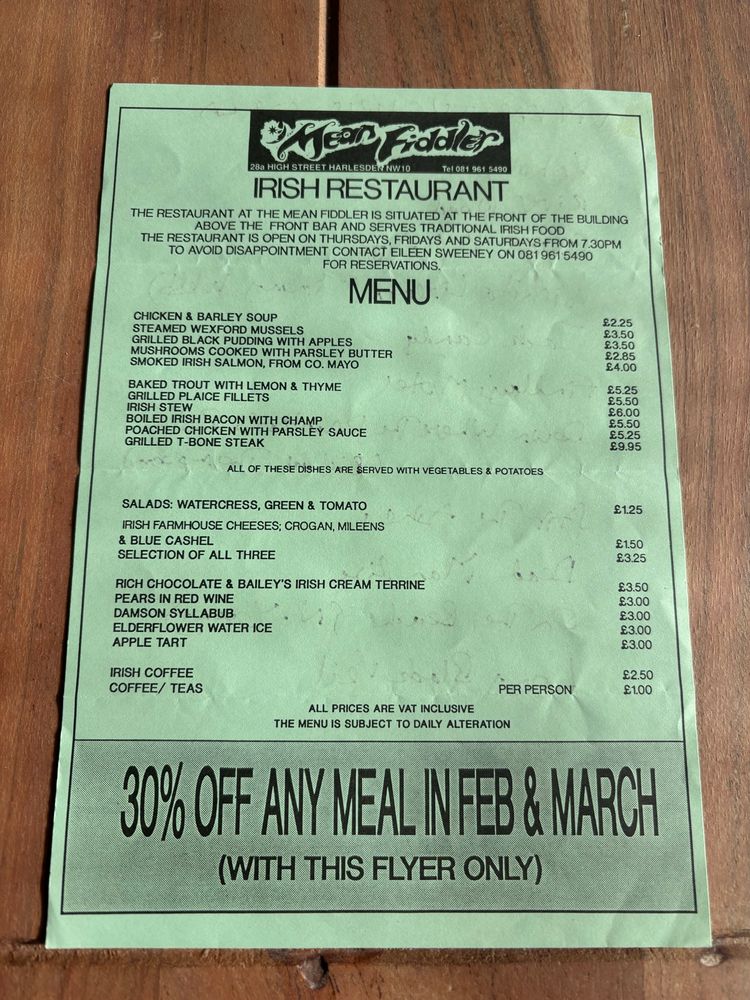 Mean Fiddler
28a HIGH STREET HARLESDEN NW10 Tel 081 961 5490
IRISH RESTAURANT
THE RESTAURANT AT THE MEAN FIDDLER IS SITUATED AT THE FRONT OF THE BUILDING
ABOVE THE FRONT BAR AND SERVES TRADITIONAL IRISH FOOD
THE RESTAURANT IS OPEN ON THURSDAYS, FRIDAYS AND SATURDAYS FROM 7.30PM
TO AVOID DISAPPOINTMENT CONTACT EILEEN SWEENEY ON 081 961 5490
FOR RESERVATIONS.
MENU
CHICKEN & BARLEY SOUP £2.25
STEAMED WEXFORD MUSSELS £3.50
GRILLED BLACK PUDDING WITH APPLES £3.50
MUSHROOMS COOKED WITH PARSLEY BUTTER £2.85
SMOKED IRISH SALMON, FROM CO. MAYO £4.00
BAKED TROUT WITH LEMON & THYME £5.25
GRILLED PLAICE FILLETS £5.50
IRISH STEW £6.00
BOILED IRISH BACON WITH CHAMP £5.50
POACHED CHICKEN WITH PARSLEY SAUCE £5.25
GRILLED T-BONE STEAK £9.95
ALL OF THESE DISHES ARE SERVED WITH VEGETABLES & POTATOES
SALADS: WATERCRESS, GREEN & TOMATO £1.25
IRISH FARMHOUSE CHEESES; CROGAN, MILEENS
& BLUE CASHEL £1.50
SELECTION OF ALL THREE £3.25
RICH CHOCOLATE & BAILEY'S IRISH CREAM TERRINE £3.50
PEARS IN RED WINE £3.00
DAMSON SYLLABUB £3.00
ELDERFLOWER WATER ICE £3.00
APPLE TART £3.00
IRISH COFFEE £2.50
COFFEE/ TEAS PER PERSON £1.00
ALL PRICES ARE VAT INCLUSIVE
THE MENU IS SUBJECT TO DAILY ALTERATION
30% OFF ANY MEAL IN FEB & MARCH
(WITH THIS FLYER ONLY)